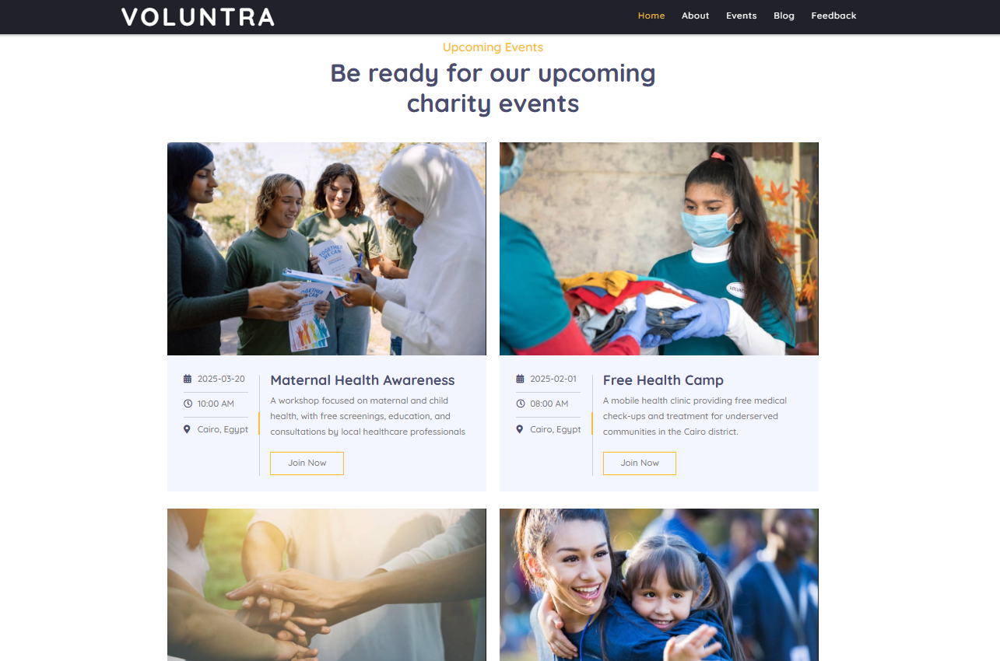 VOLUNTRA
Home About Events Blog Feedback
Upcoming Events
Be ready for our upcoming
charity events
TOGETHER
WE CAN
TOGETHER
CAN
2025-03-20
10:00 AM
Cairo, Egypt
Maternal Health Awareness
A workshop focused on maternal and child
health, with free screenings, education, and
consultations by local healthcare professionals
Join Now
2025-02-01
08:00 AM
Cairo, Egypt
Free Health Camp
A mobile health clinic providing free medical
check-ups and treatment for underserved
communities in the Cairo district.
Join Now